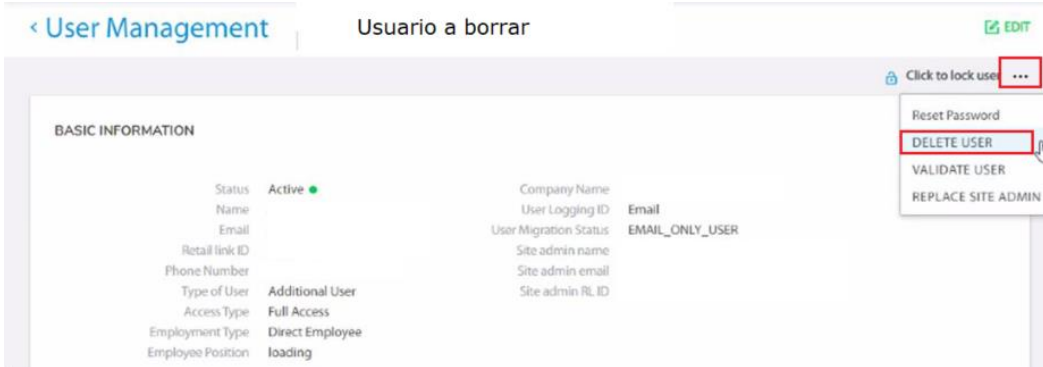 ‹ User Management
Usuario a borrar
EDIT
Click to lock user ...
Reset Password
DELETE USER
VALIDATE USER
REPLACE SITE ADMIN
BASIC INFORMATION
Status Active
Name
Email
Retail link ID
Phone Number
Type of User Additional User
Access Type Full Access
Employment Type Direct Employee
Employee Position loading
Company Name
User Logging ID Email
User Migration Status EMAIL_ONLY_USER
Site admin name
Site admin email
Site admin RL ID